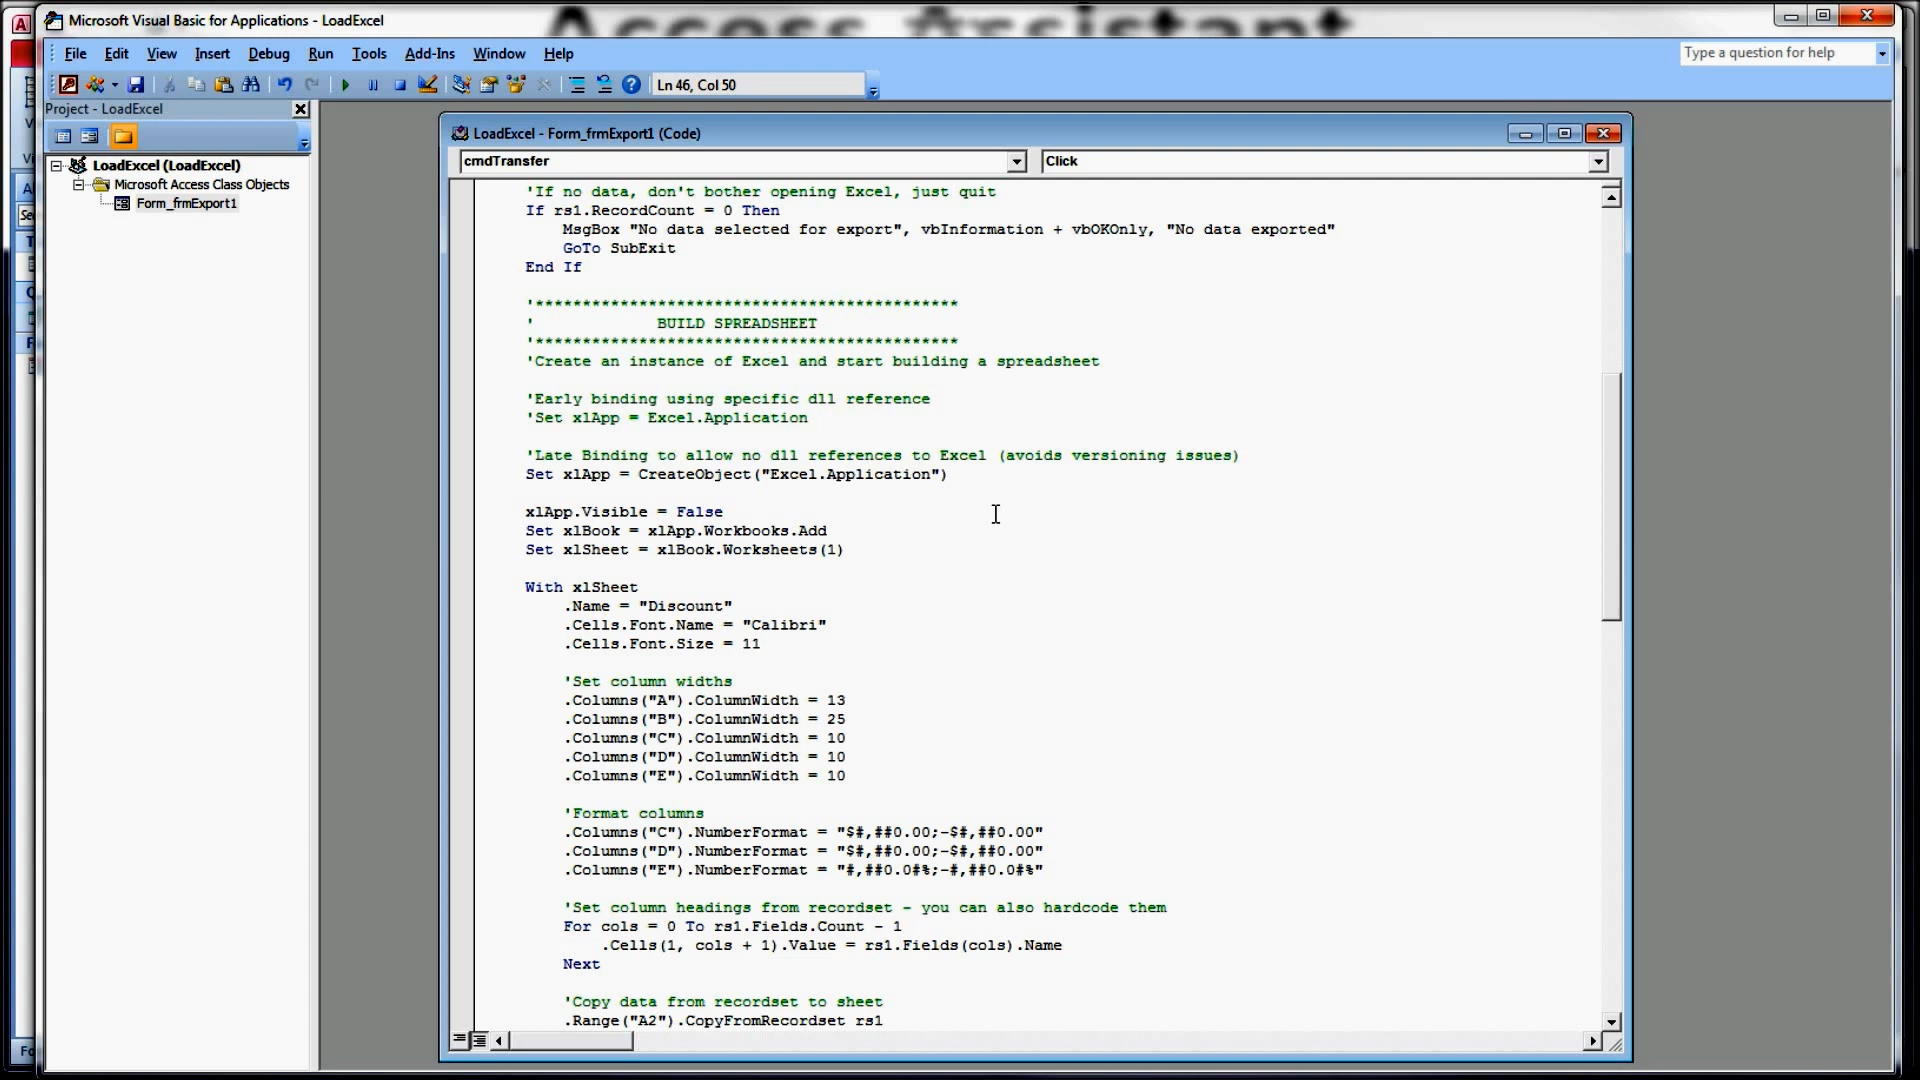 Access Assistant
Microsoft Visual Basic for Applications - LoadExcel
File Edit View Insert Debug Run Tools Add-Ins Window Help
Type a question for help
Ln 46, Col 50
Project - LoadExcel
LoadExcel (LoadExcel)
Microsoft Access Class Objects
Form_frmExport1
LoadExcel - Form_frmExport1 (Code)
cmdTransfer
Click
'If no data, don't bother opening Excel, just quit
If rs1.RecordCount = 0 Then
MsgBox "No data selected for export", vbInformation + vbOKOnly, "No data exported"
GoTo SubExit
End If
'*********************************************
' BUILD SPREADSHEET
'*********************************************
'Create an instance of Excel and start building a spreadsheet
'Early binding using specific dll reference
'Set xlApp = Excel.Application
'Late Binding to allow no dll references to Excel (avoids versioning issues)
Set xlApp = CreateObject("Excel.Application")
xlApp.Visible = False
Set xlBook = xlApp.Workbooks.Add
Set xlSheet = xlBook.Worksheets(1)
With xlSheet
.Name = "Discount"
.Cells.Font.Name = "Calibri"
.Cells.Font.Size = 11
'Set column widths
.Columns("A").ColumnWidth = 13
.Columns("B").ColumnWidth = 25
.Columns("C").ColumnWidth = 10
.Columns("D").ColumnWidth = 10
.Columns("E").ColumnWidth = 10
'Format columns
.Columns("C").NumberFormat = "$#,##0.00;-$#,##0.00"
.Columns("D").NumberFormat = "$#,##0.00;-$#,##0.00"
.Columns("E").NumberFormat = "#,##0.0#%;-#,##0.0#%"
'Set column headings from recordset - you can also hardcode them
For cols = 0 To rs1.Fields.Count - 1
.Cells(1, cols + 1).Value = rs1.Fields(cols).Name
Next
'Copy data from recordset to sheet
.Range("A2").CopyFromRecordset rs1